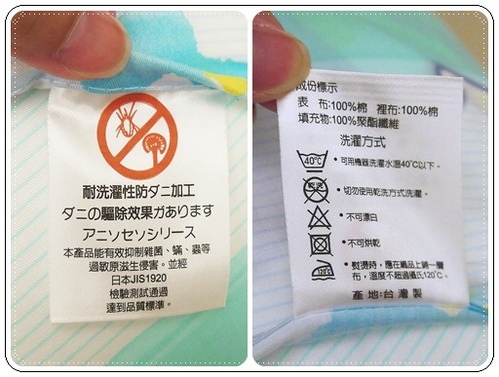 耐洗濯性防ダニ加工
ダニの驅除效果があります
アニソセソシリース
本產品能有效抑制雜菌、蟎、蟲等
過敏原滋生侵害。並經
日本JIS1920
檢驗測試通過
達到品質標準。
成份標示
表 布:100%棉 裡布:100%棉
填充物:100%聚酯纖維
洗濯方式
40℃ ·可用機器洗濯水溫40℃以下。
·切勿使用乾洗方式洗濯。
·不可漂白
·不可烘乾
·熨燙時，應在織品上鋪一層
布，溫度不超過攝氏120℃。
產地:台灣製